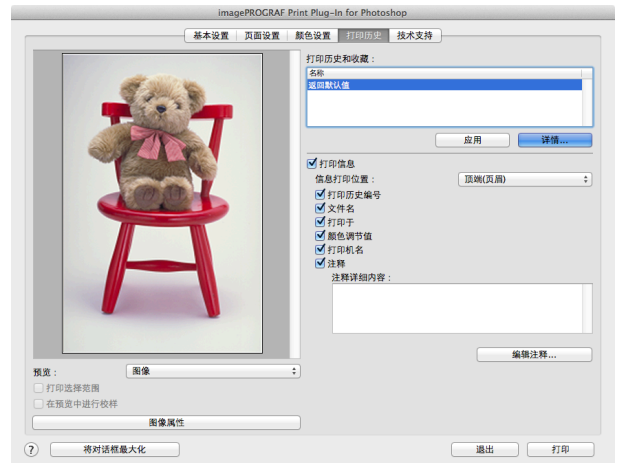 imagePROGRAF Print Plug-In for Photoshop
基本设置 页面设置 颜色设置 打印历史 技术支持
打印历史和收藏：
名称
返回默认值
应用 详情...
打印信息
信息打印位置： 顶端(页眉)
打印历史编号
文件名
打印于
颜色调节值
打印机名
注释
注释详细内容：
编辑注释...
预览： 图像
打印选择范围
在预览中进行校样
图像属性
? 将对话框最大化 退出 打印